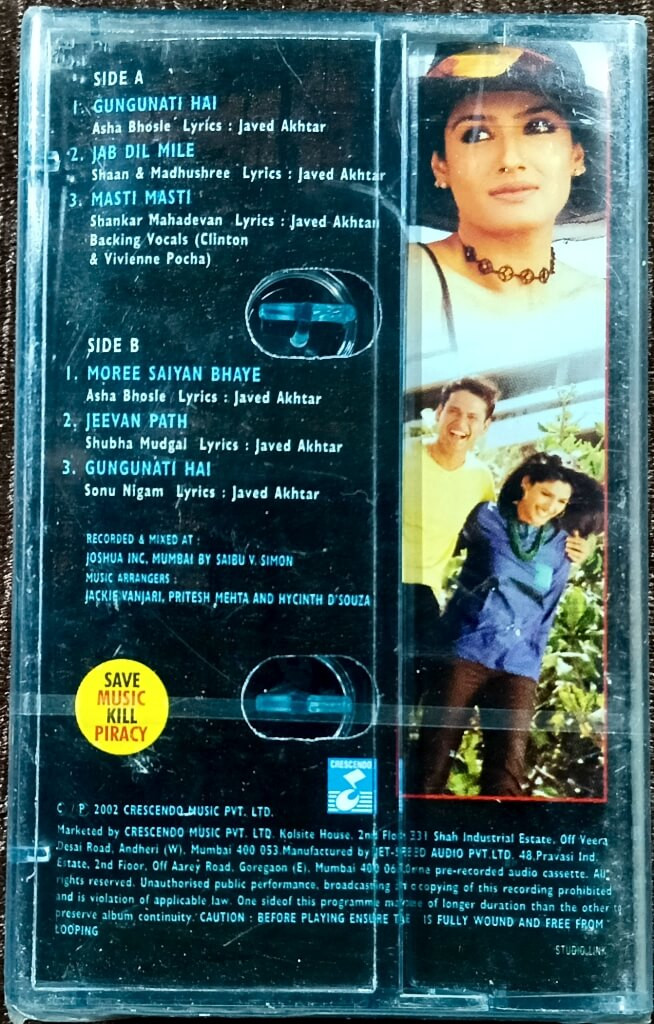 SIDE A
1. GUNGUNATI HAI
Asha Bhosle Lyrics : Javed Akhtar
2. JAB DIL MILE
Shaan & Madhushree Lyrics : Javed Akhtar
3. MASTI MASTI
Shankar Mahadevan Lyrics : Javed Akhtar
Backing Vocals (Clinton
& Vivienne Pocha)
SIDE B
1. MOREE SAIYAN BHAYE
Asha Bhosle Lyrics : Javed Akhtar
2. JEEVAN PATH
Shubha Mudgal Lyrics : Javed Akhtar
3. GUNGUNATI HAI
Sonu Nigam Lyrics : Javed Akhtar
RECORDED & MIXED AT :
JOSHUA INC. MUMBAI BY SAIBU V. SIMON
MUSIC ARRANGERS :
JACKIE VANJARI, PRITESH MEHTA AND HYCINTH D'SOUZA
SAVE
MUSIC
KILL
PIRACY
CRESCENDO
C / P 2002 CRESCENDO MUSIC PVT. LTD.
Marketed by CRESCENDO MUSIC PVT. LTD. Kolsite House, 2nd Floor 331 Shah Industrial Estate, Off Veera
Desai Road, Andheri (W), Mumbai 400 053.Manufactured by JET-SPEED AUDIO PVT.LTD. 48,Pravasi Ind.
Estate, 2nd Floor, Off Aarey Road, Goregaon (E), Mumbai 400 pre-recorded audio cassette. All
rights reserved. Unauthorised public performance, broadcasting copying of this recording prohibited
and is violation of applicable law. One sideof this programme may be of longer duration than the other to
preserve album continuity. CAUTION : BEFORE PLAYING ENSURE IS FULLY WOUND AND FREE FROM
LOOPING
STUDIO LINK